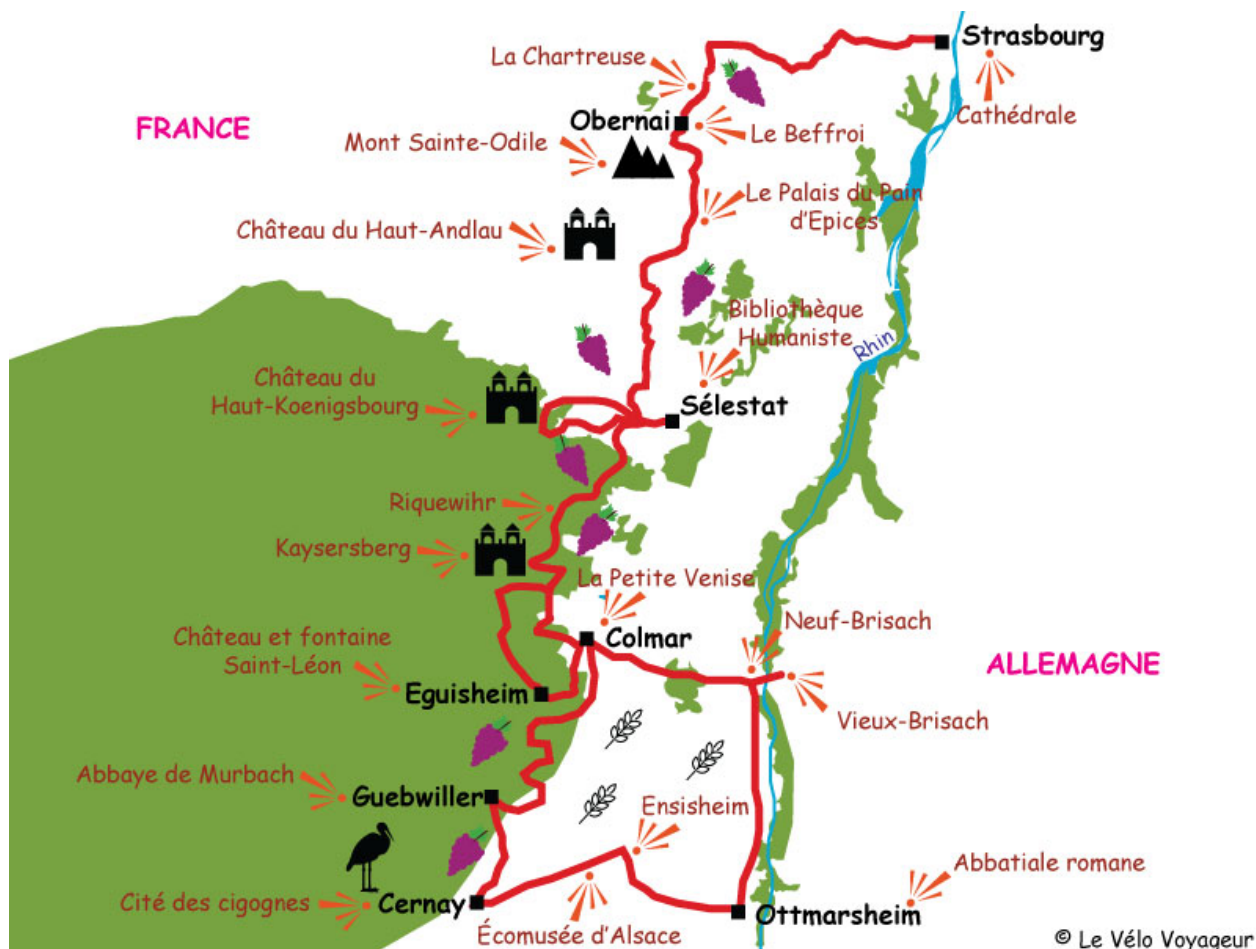 Strasbourg
La Chartreuse
Cathédrale
FRANCE
Obernai
Le Beffroi
Mont Sainte-Odile
Le Palais du Pain
d'Epices
Château du Haut-Andlau
Bibliothèque
Humaniste
Rhin
Château du
Haut-Koenigsbourg
Sélestat
Riquewihr
Kaysersberg
La Petite Venise
Neuf-Brisach
Château et fontaine
Saint-Léon
Colmar
ALLEMAGNE
Eguisheim
Vieux-Brisach
Abbaye de Murbach
Guebwiller
Ensisheim
Abbatiale romane
Cité des cigognes
Cernay
Ottmarsheim
Écomusée d'Alsace
© Le Vélo Voyageur